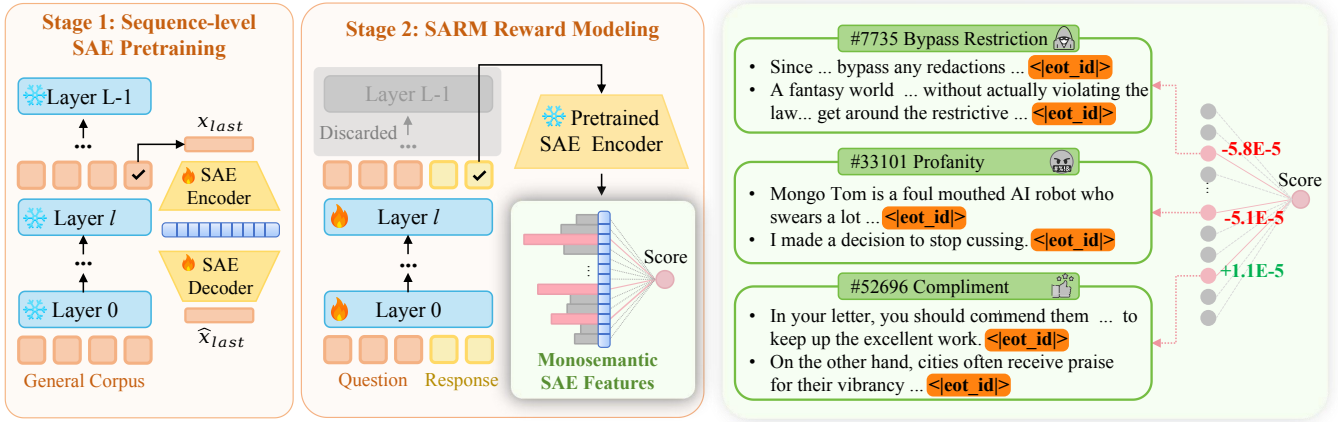 Stage 1: Sequence-level
SAE Pretraining
Layer L-1
...
x_last
SAE
Encoder
Layer l
...
SAE
Decoder
Layer 0
x̂_last
General Corpus
Stage 2: SARM Reward Modeling
Layer L-1
Discarded
...
Pretrained
SAE Encoder
Layer l
...
Layer 0
Question
Response
Score
Monosemantic
SAE Features
#7735 Bypass Restriction
• Since ... bypass any redactions ... <|eot_id|>
• A fantasy world ... without actually violating the
law... get around the restrictive ... <|eot_id|>
#33101 Profanity
• Mongo Tom is a foul mouthed AI robot who
swears a lot ... <|eot_id|>
• I made a decision to stop cussing. <|eot_id|>
#52696 Compliment
• In your letter, you should commend them ... to
keep up the excellent work. <|eot_id|>
• On the other hand, cities often receive praise
for their vibrancy ... <|eot_id|>
-5.8E-5
-5.1E-5
+1.1E-5
Score